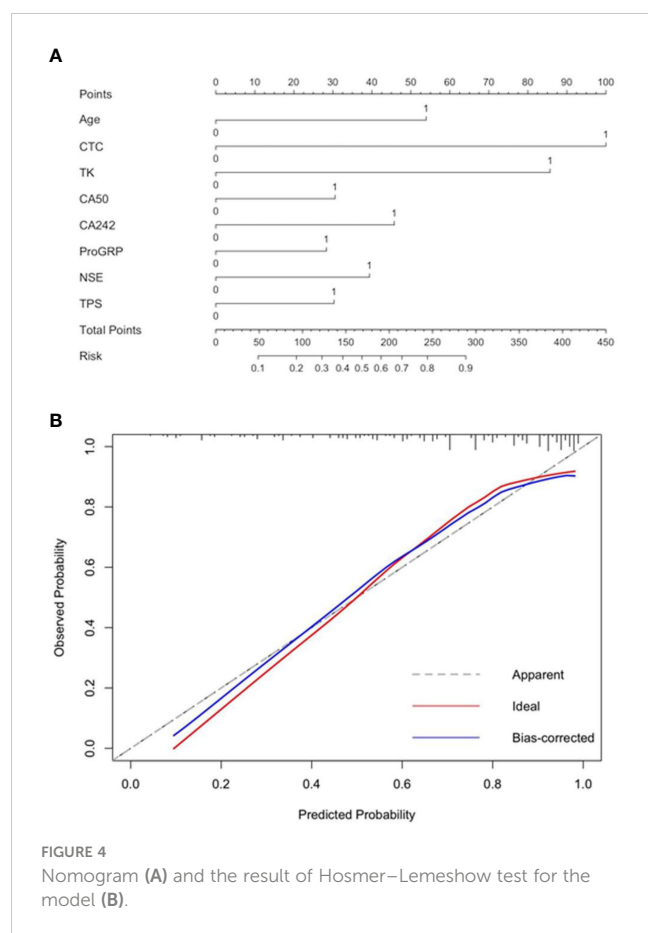 A
Points 0 10 20 30 40 50 60 70 80 90 100
Age 0 1
CTC 0 1
TK 0 1
CA50 0 1
CA242 0 1
ProGRP 0 1
NSE 0 1
TPS 0 1
Total Points 0 50 100 150 200 250 300 350 400 450
Risk 0.1 0.2 0.3 0.4 0.5 0.6 0.7 0.8 0.9
B
Observed Probability
1.0
0.8
0.6
0.4
0.2
0.0
Apparent
Ideal
Bias-corrected
0.0 0.2 0.4 0.6 0.8 1.0
Predicted Probability
FIGURE 4
Nomogram (A) and the result of Hosmer–Lemeshow test for the
model (B).